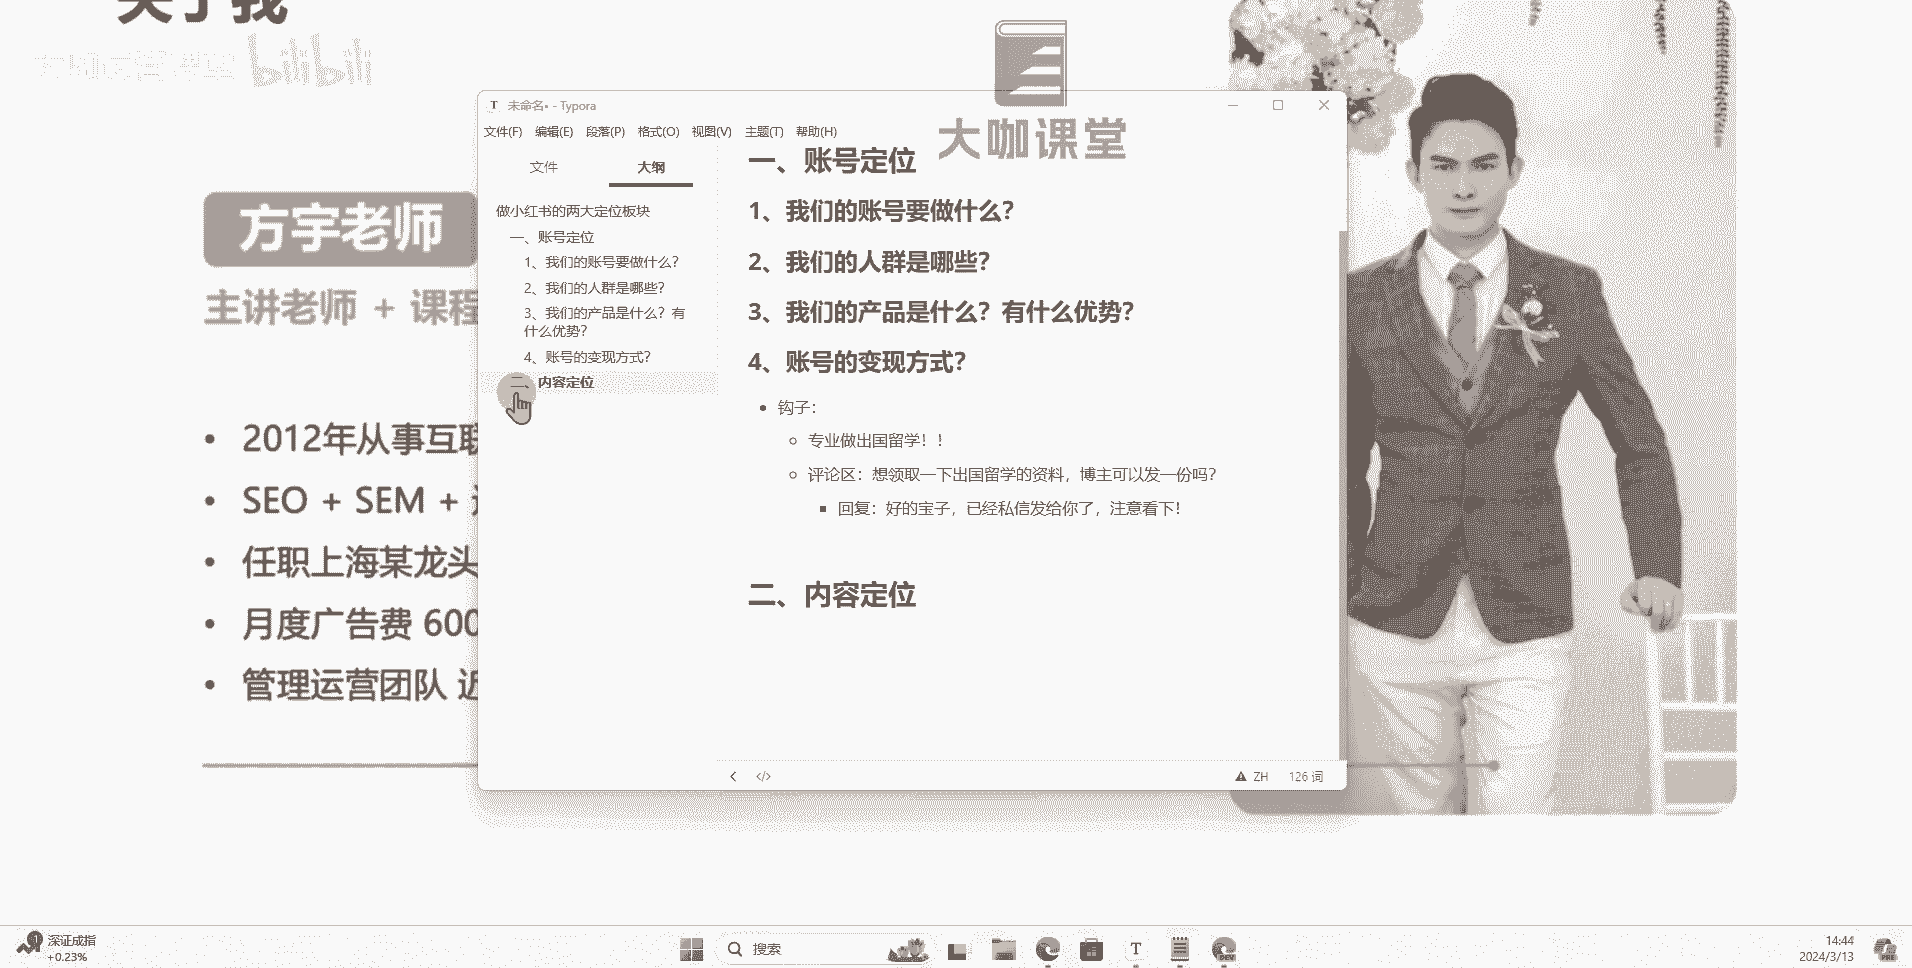 关于我
bilibili
大咖课堂
方宇老师
主讲老师 + 课程
2012年从事互联
SEO + SEM +
任职上海某龙头
月度广告费 600
管理运营团队 近
未命名• - Typora
文件(F) 编辑(E) 段落(P) 格式(O) 视图(V) 主题(T) 帮助(H)
文件 大纲
做小红书的两大定位板块
一、账号定位
1、我们的账号要做什么？
2、我们的人群是哪些？
3、我们的产品是什么？有
什么优势？
4、账号的变现方式？
二、内容定位
一、账号定位
1、我们的账号要做什么？
2、我们的人群是哪些？
3、我们的产品是什么？有什么优势？
4、账号的变现方式？
钩子：
专业做出国留学！！
评论区：想领取一下出国留学的资料，博主可以发一份吗？
回复：好的宝子，已经私信发给你了，注意看下！
二、内容定位
ZH 126 词
深证成指
+0.23%
搜索
14:44
2024/3/13